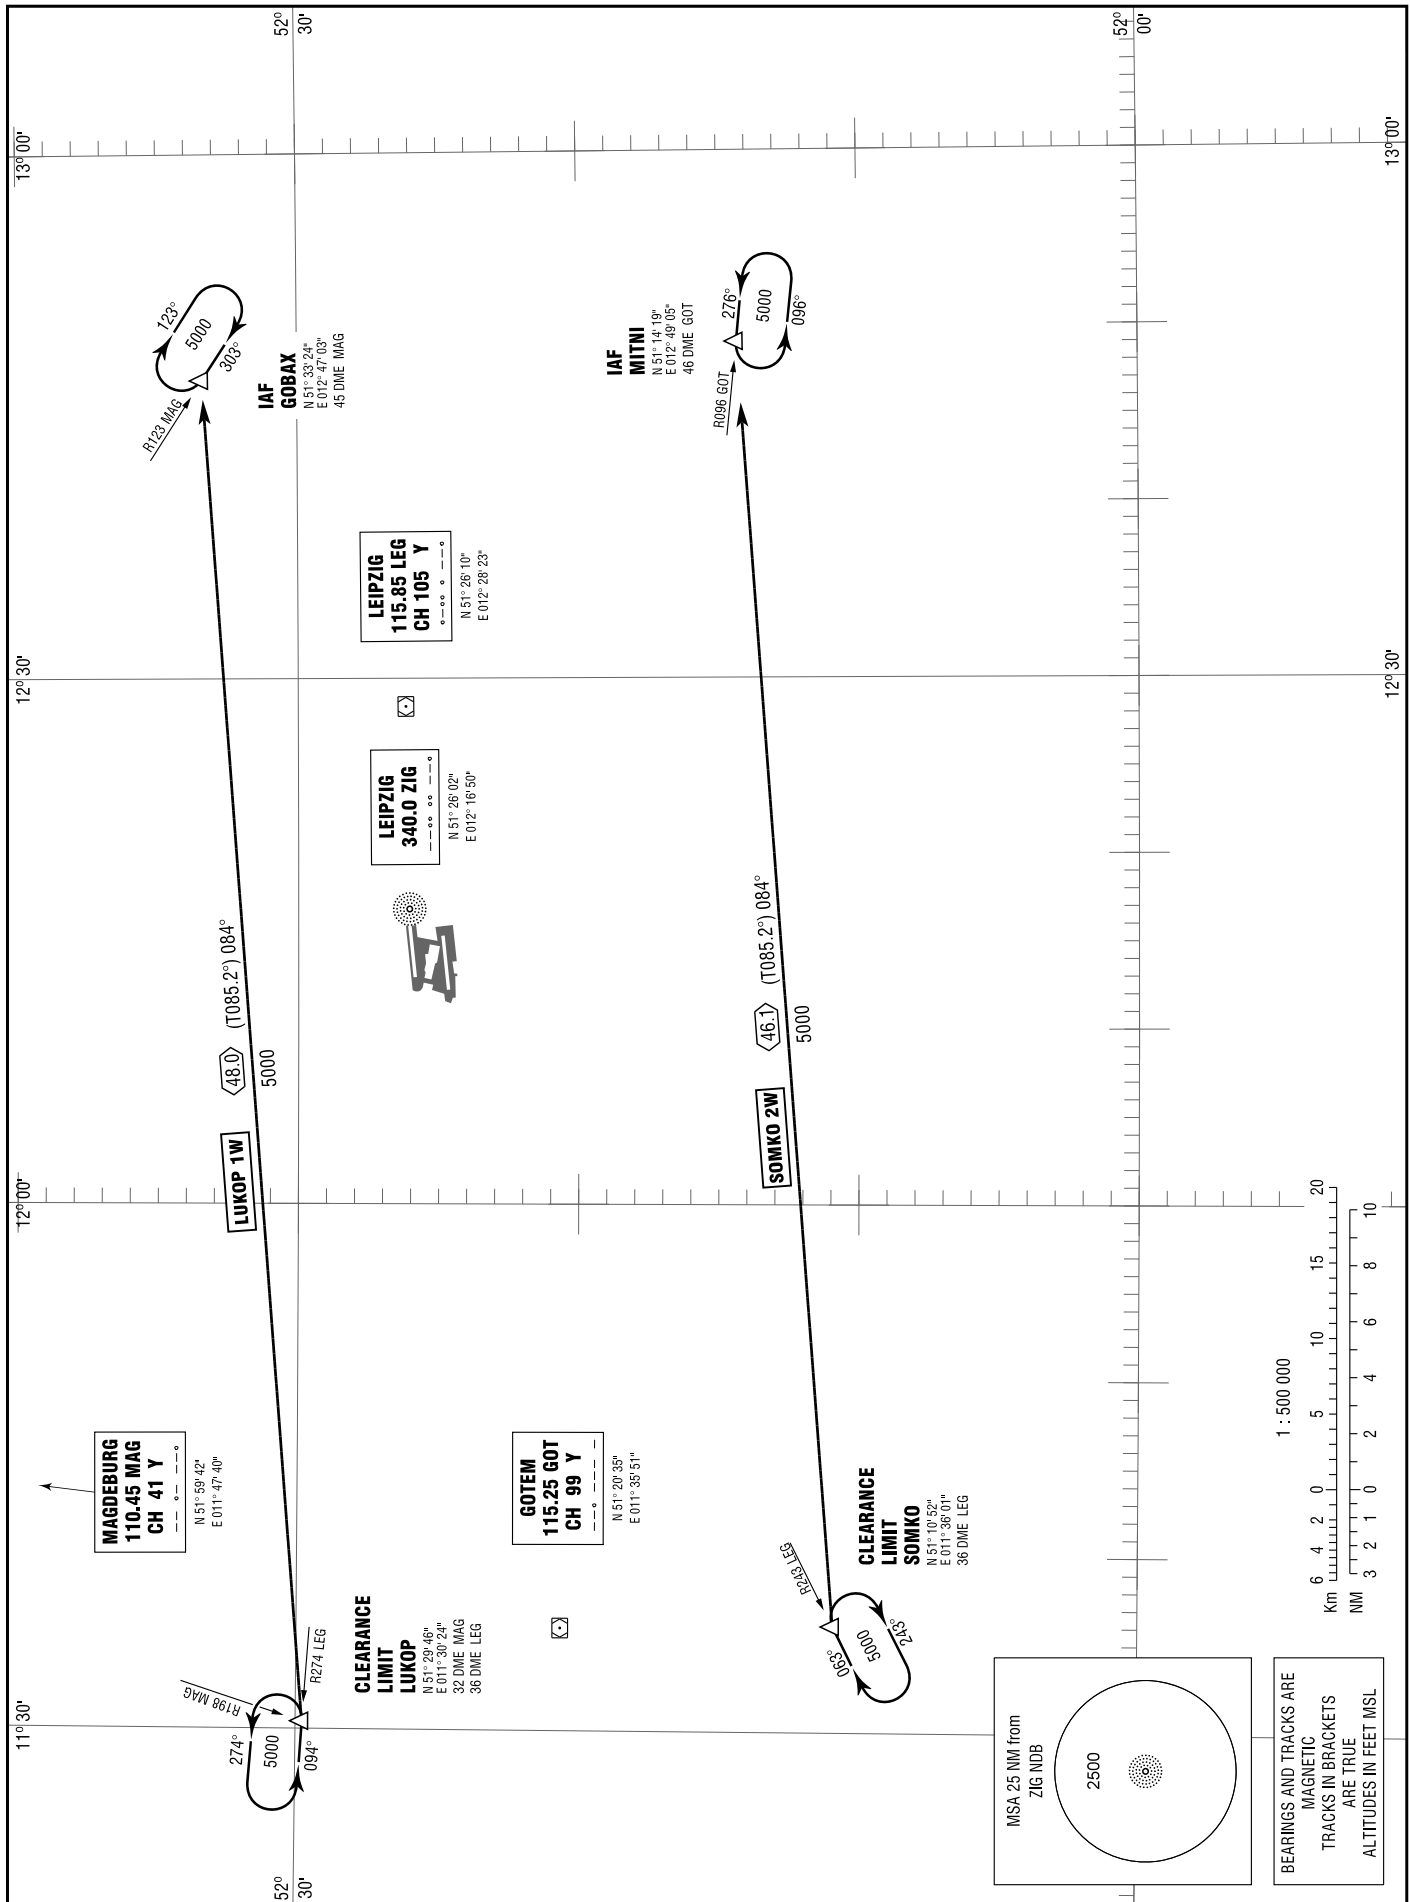 11° 30'
12° 00'
12° 30'
13° 00'
52°
30'
52°
30'
52°
00'
12° 30'
13° 00'
MAGDEBURG
110.45 MAG
CH 41 Y
N 51° 59' 42"
E 011° 47' 40"
LUKOP 1W
48.0
(T085.2°) 084°
5000
R123 MAG
123°
5000
303°
IAF
GOBAX
N 51° 33' 24"
E 012° 47' 03"
45 DME MAG
274°
5000
094°
R198 MAG
R274 LEG
CLEARANCE
LIMIT
LUKOP
N 51° 29' 46"
E 011° 30' 24"
32 DME MAG
36 DME LEG
LEIPZIG
340.0 ZIG
N 51° 26' 02"
E 012° 16' 50"
LEIPZIG
115.85 LEG
CH 105 Y
N 51° 26' 10"
E 012° 28' 23"
GOTEM
115.25 GOT
CH 99 Y
N 51° 20' 35"
E 011° 35' 51"
IAF
MITNI
N 51° 14' 19"
E 012° 49' 05"
46 DME GOT
R096 GOT
276°
5000
096°
SOMKO 2W
46.1
(T085.2°) 084°
5000
R243 LEG
063°
5000
243°
CLEARANCE
LIMIT
SOMKO
N 51° 10' 52"
E 011° 36' 01"
36 DME LEG
MSA 25 NM from
ZIG NDB
2500
BEARINGS AND TRACKS ARE
MAGNETIC
TRACKS IN BRACKETS
ARE TRUE
ALTITUDES IN FEET MSL
1 : 500 000
Km 6 4 2 0 5 10 15 20
NM 3 2 1 0 2 4 6 8 10